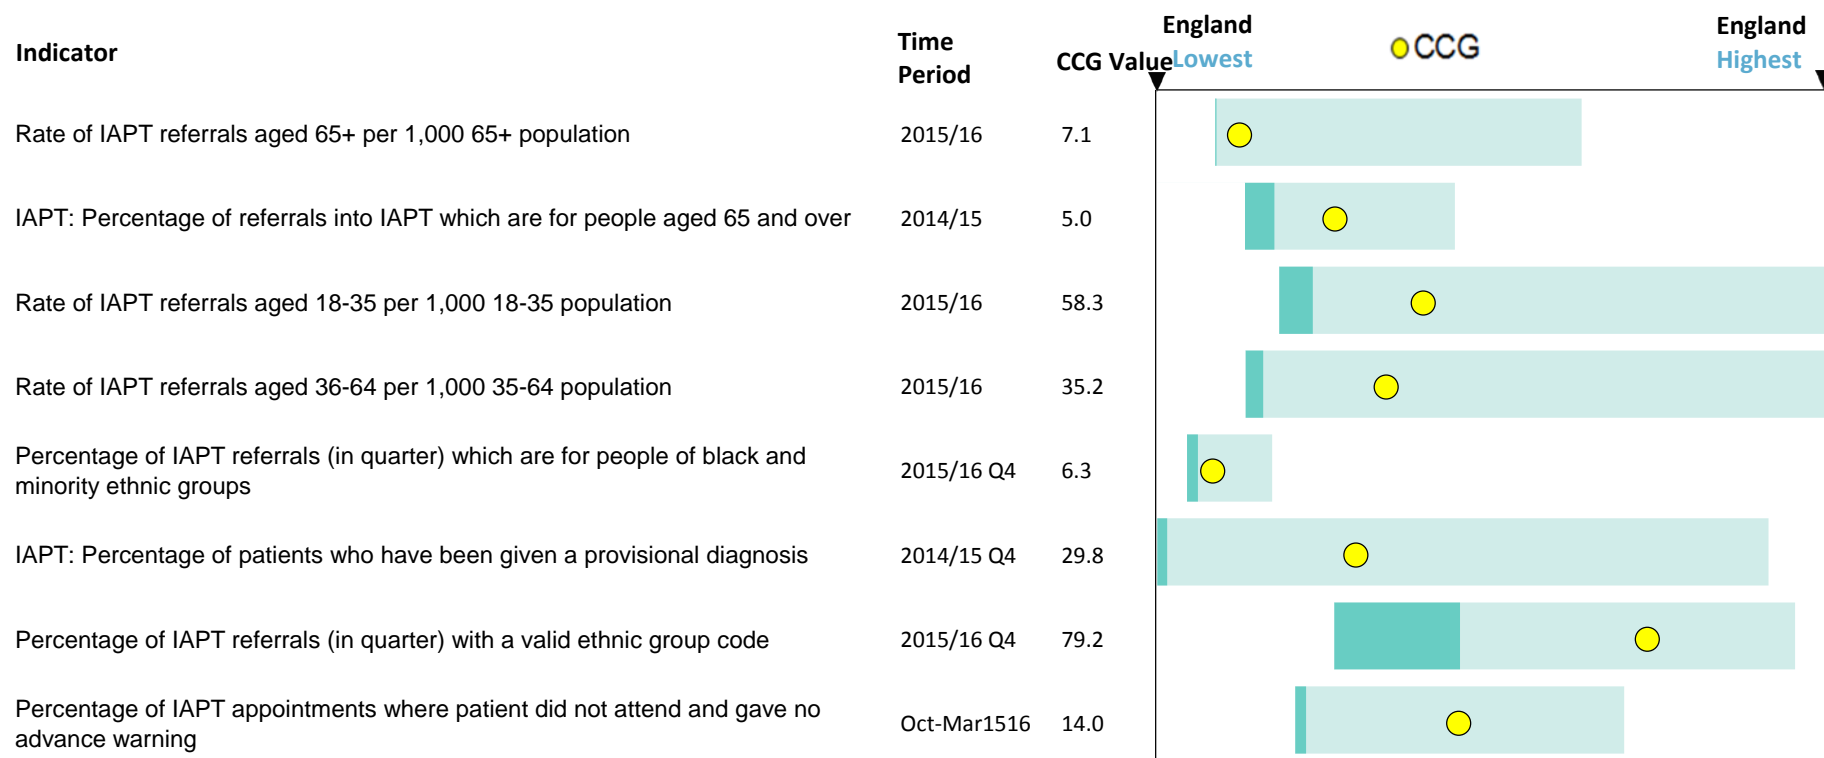 Indicator
Time
Period
CCG Value
England
Lowest
CCG
England
Highest
Rate of IAPT referrals aged 65+ per 1,000 65+ population 2015/16 7.1
IAPT: Percentage of referrals into IAPT which are for people aged 65 and over 2014/15 5.0
Rate of IAPT referrals aged 18-35 per 1,000 18-35 population 2015/16 58.3
Rate of IAPT referrals aged 36-64 per 1,000 35-64 population 2015/16 35.2
Percentage of IAPT referrals (in quarter) which are for people of black and
minority ethnic groups
2015/16 Q4 6.3
IAPT: Percentage of patients who have been given a provisional diagnosis 2014/15 Q4 29.8
Percentage of IAPT referrals (in quarter) with a valid ethnic group code 2015/16 Q4 79.2
Percentage of IAPT appointments where patient did not attend and gave no
advance warning
Oct-Mar1516 14.0